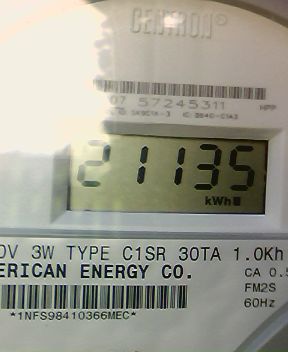 CENTRON®
07 57245311 HPP
21135
kWh
0V 3W TYPE C1SR 30TA 1.0Kh
ERICAN ENERGY CO. CA 0.5
FM2S
*1NFS98410366MEC* 60Hz